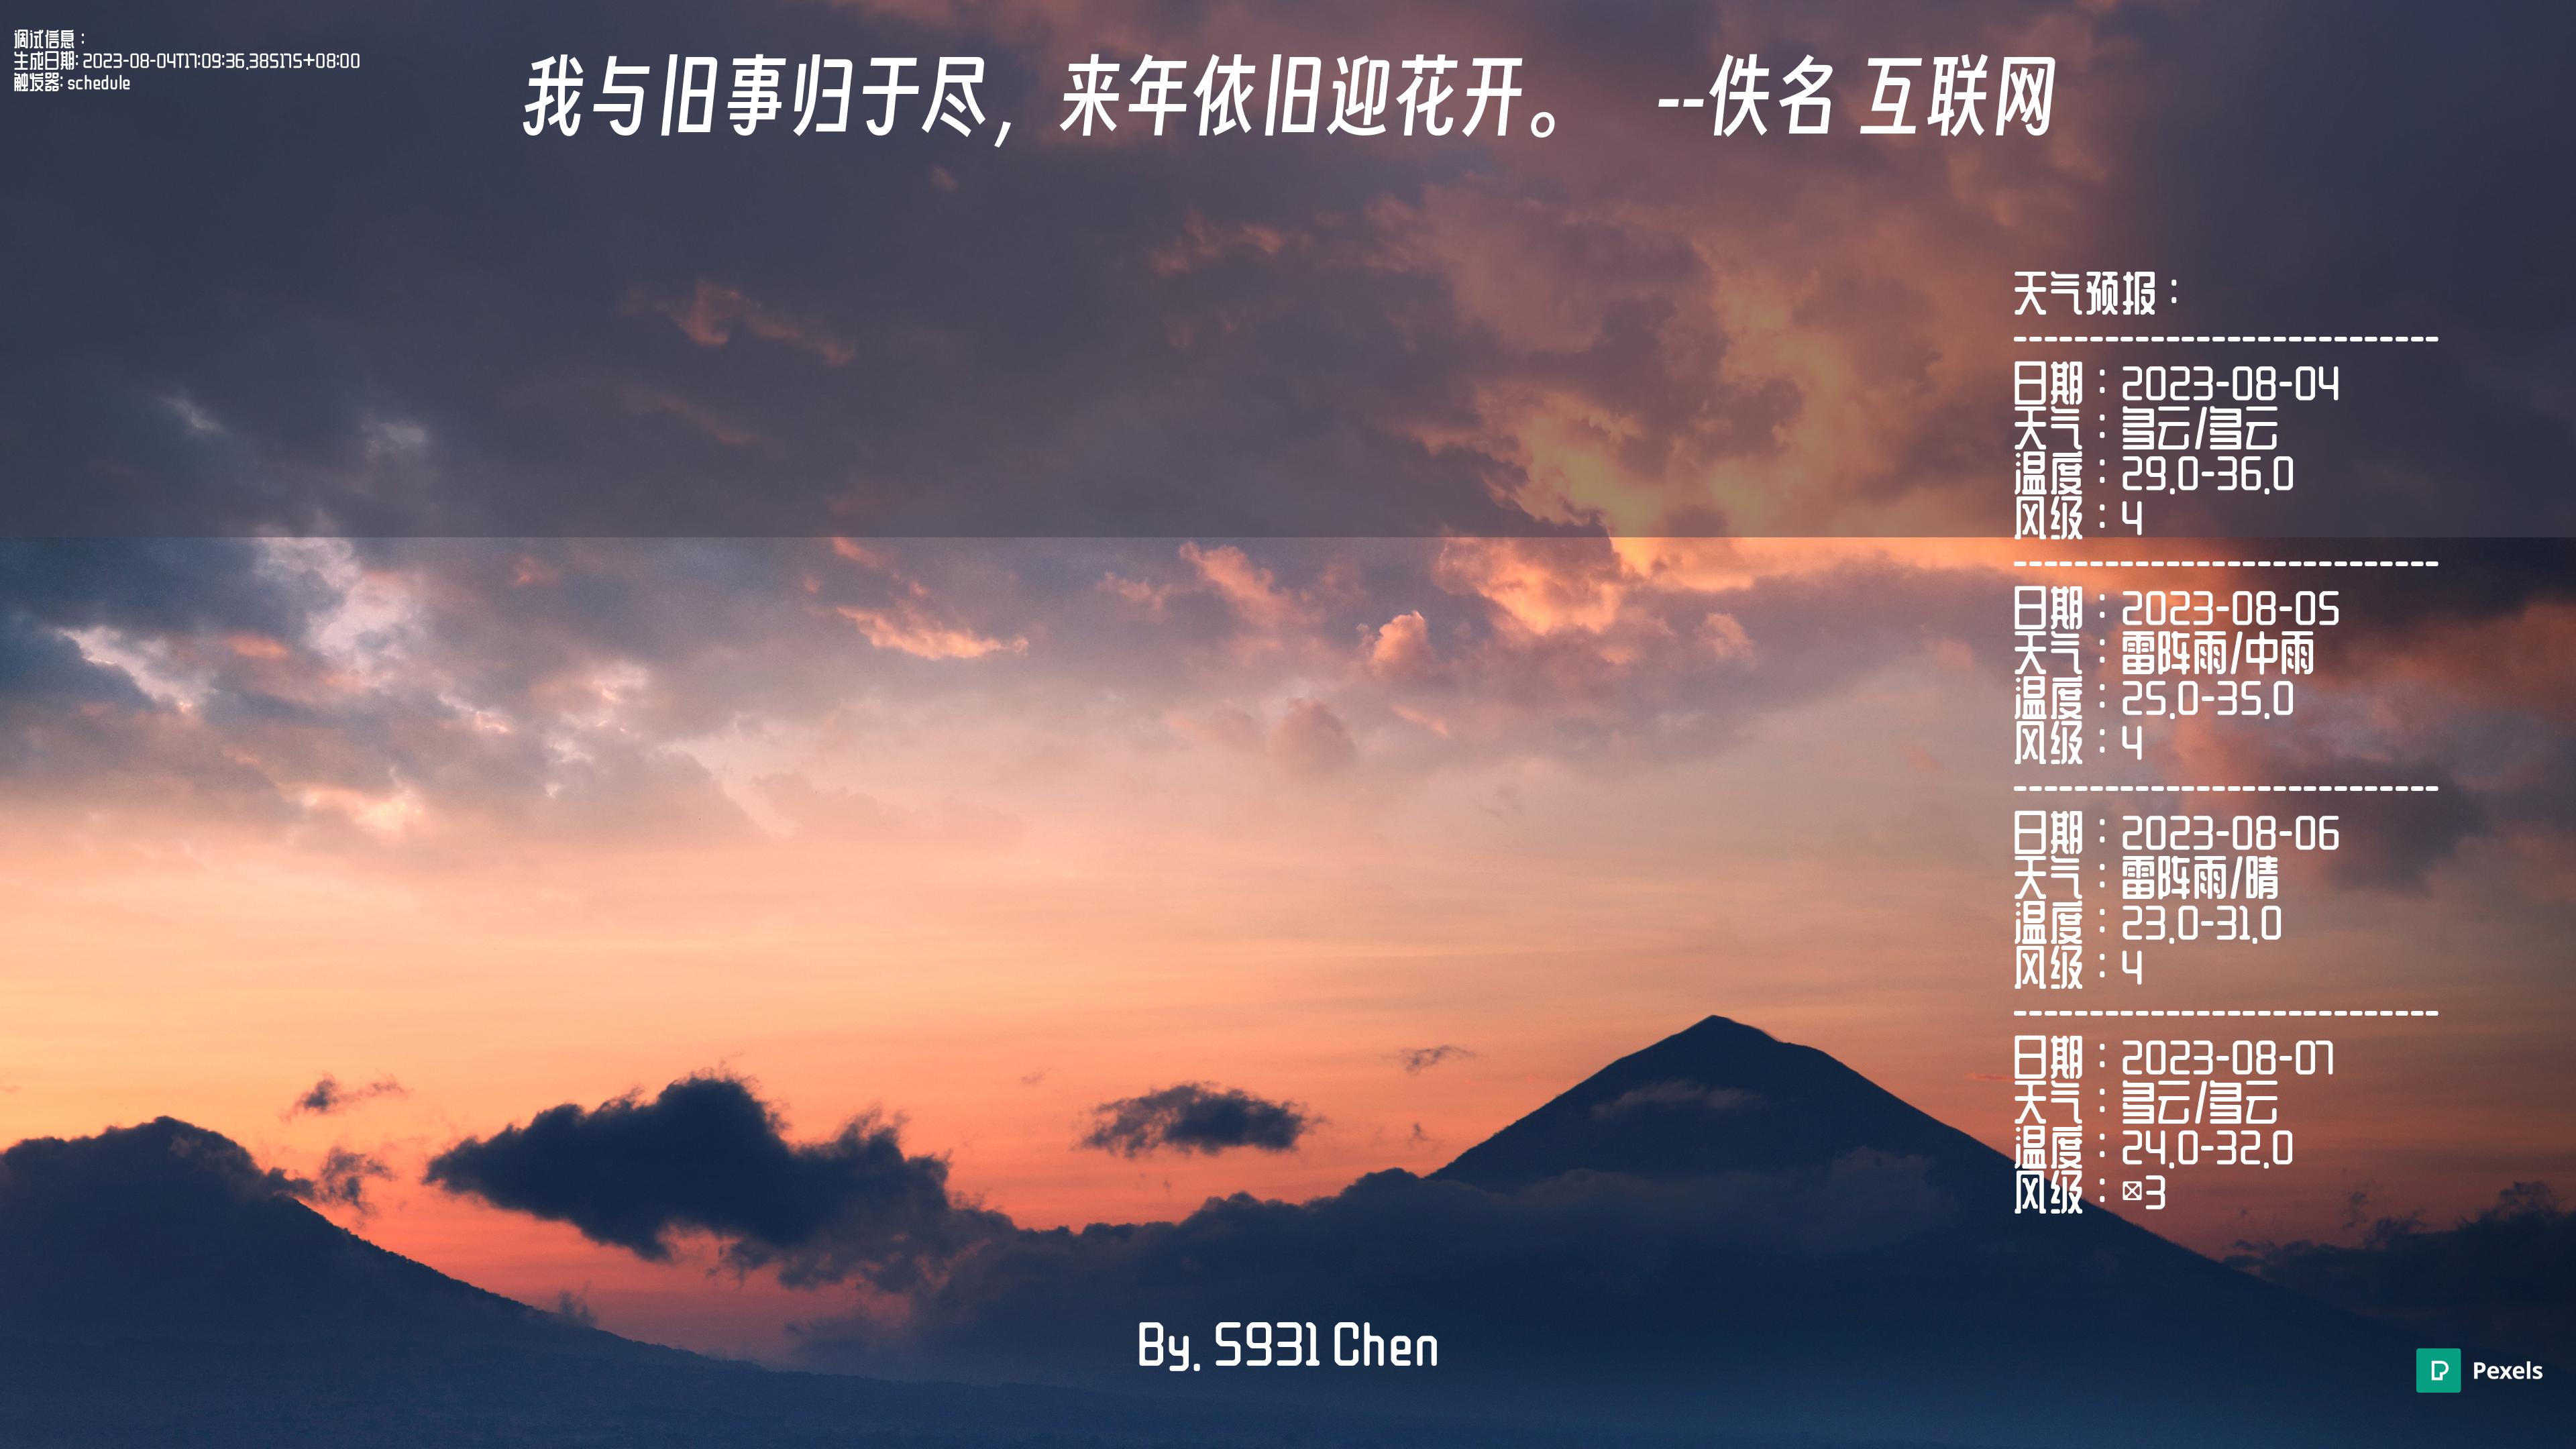 调试信息：
生成日期: 2023-08-04T17:09:36.385175+08:00
触发器: schedule
我与旧事归于尽，来年依旧迎花开。 --佚名 互联网
天气预报：
----------------------------
日期：2023-08-04
天气：多云/多云
温度：29.0-36.0
风级：4
----------------------------
日期：2023-08-05
天气：雷阵雨/中雨
温度：25.0-35.0
风级：4
----------------------------
日期：2023-08-06
天气：雷阵雨/晴
温度：23.0-31.0
风级：4
----------------------------
日期：2023-08-07
天气：多云/多云
温度：24.0-32.0
风级：3
By. S931 Chen
Pexels